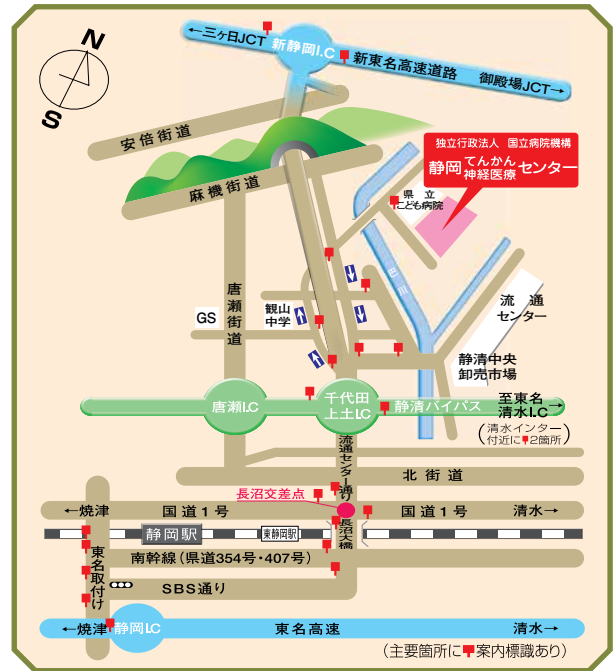 ←三ヶ日JCT
新静岡I.C
新東名高速道路
御殿場JCT→
N
S
安倍街道
独立行政法人 国立病院機構
静岡てんかん神経医療センター
麻機街道
県立
こども病院
巴川
唐瀬街道
GS
観山
中学
流通
センター
静清中央
卸売市場
唐瀬I.C
千代田
上土I.C
静清バイパス
至東名
清水I.C
(清水インター
付近に2箇所)
流通センター通り
北街道
長沼交差点
←焼津
国道1号
国道1号
清水→
静岡駅
東静岡駅
長沼大橋
東名取付け
南幹線(県道354号・407号)
SBS通り
←焼津
静岡I.C
東名高速
清水→
(主要箇所に案内標識あり)